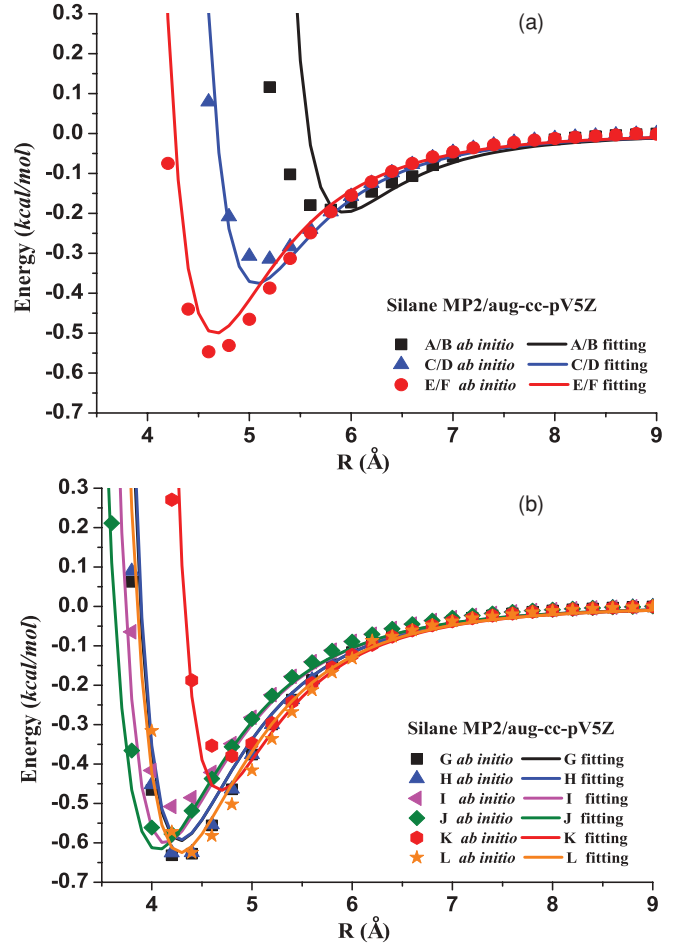 (a)
0.3
0.2
0.1
0.0
-0.1
-0.2
-0.3
-0.4
-0.5
-0.6
-0.7
Energy (kcal/mol)
Silane MP2/aug-cc-pV5Z
A/B ab initio A/B fitting
C/D ab initio C/D fitting
E/F ab initio E/F fitting
4 5 6 7 8 9
R (Å)
(b)
0.3
0.2
0.1
0.0
-0.1
-0.2
-0.3
-0.4
-0.5
-0.6
-0.7
Energy (kcal/mol)
Silane MP2/aug-cc-pV5Z
G ab initio G fitting
H ab initio H fitting
I ab initio I fitting
J ab initio J fitting
K ab initio K fitting
L ab initio L fitting
4 5 6 7 8 9
R (Å)